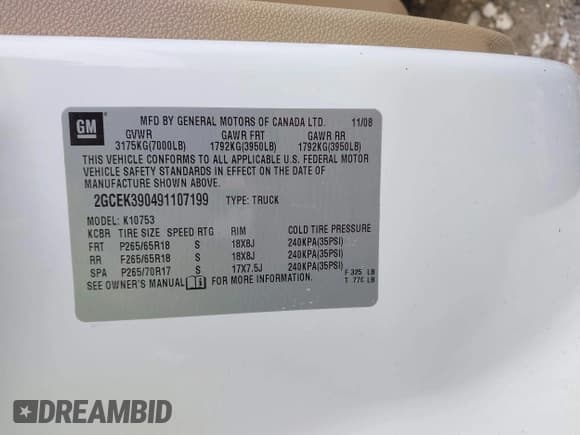 GM
MFD BY GENERAL MOTORS OF CANADA LTD. 11/08
GVWR GAWR FRT GAWR RR
3175KG(7000LB) 1792KG(3950LB) 1792KG(3950LB)
THIS VEHICLE CONFORMS TO ALL APPLICABLE U.S. FEDERAL MOTOR
VEHICLE SAFETY STANDARDS IN EFFECT ON THE DATE OF
MANUFACTURE SHOWN ABOVE.
2GCEK390491107199 TYPE: TRUCK
MODEL: K10753
KCBR TIRE SIZE SPEED RTG RIM COLD TIRE PRESSURE
FRT P265/65R18 S 18X8J 240KPA(35PSI)
RR P265/65R18 S 18X8J 240KPA(35PSI)
SPA P265/70R17 S 17X7.5J 240KPA(35PSI)
SEE OWNER'S MANUAL FOR MORE INFORMATION.
F 325 LB
T 776 LB
DREAMBID